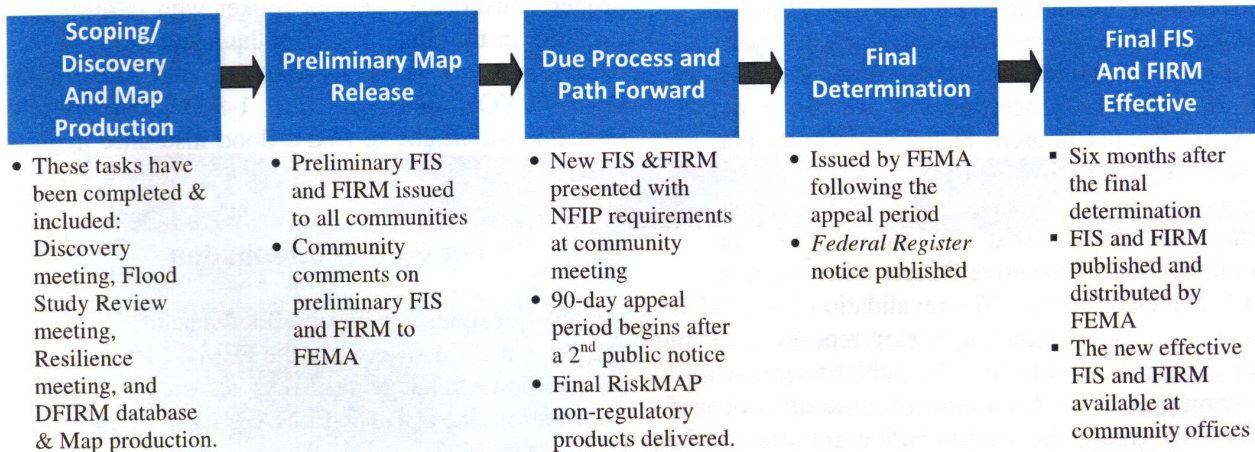 Scoping/
Discovery
And Map
Production
Preliminary Map
Release
Due Process and
Path Forward
Final
Determination
Final FIS
And FIRM
Effective
• These tasks have
been completed &
included:
Discovery
meeting, Flood
Study Review
meeting,
Resilience
meeting, and
DFIRM database
& Map production.
• Preliminary FIS
and FIRM issued
to all communities
• Community
comments on
preliminary FIS
and FIRM to
FEMA
• New FIS &FIRM
presented with
NFIP requirements
at community
meeting
• 90-day appeal
period begins after
a 2nd public notice
• Final RiskMAP
non-regulatory
products delivered.
• Issued by FEMA
following the
appeal period
• Federal Register
notice published
▪ Six months after
the final
determination
▪ FIS and FIRM
published and
distributed by
FEMA
▪ The new effective
FIS and FIRM
available at
community offices